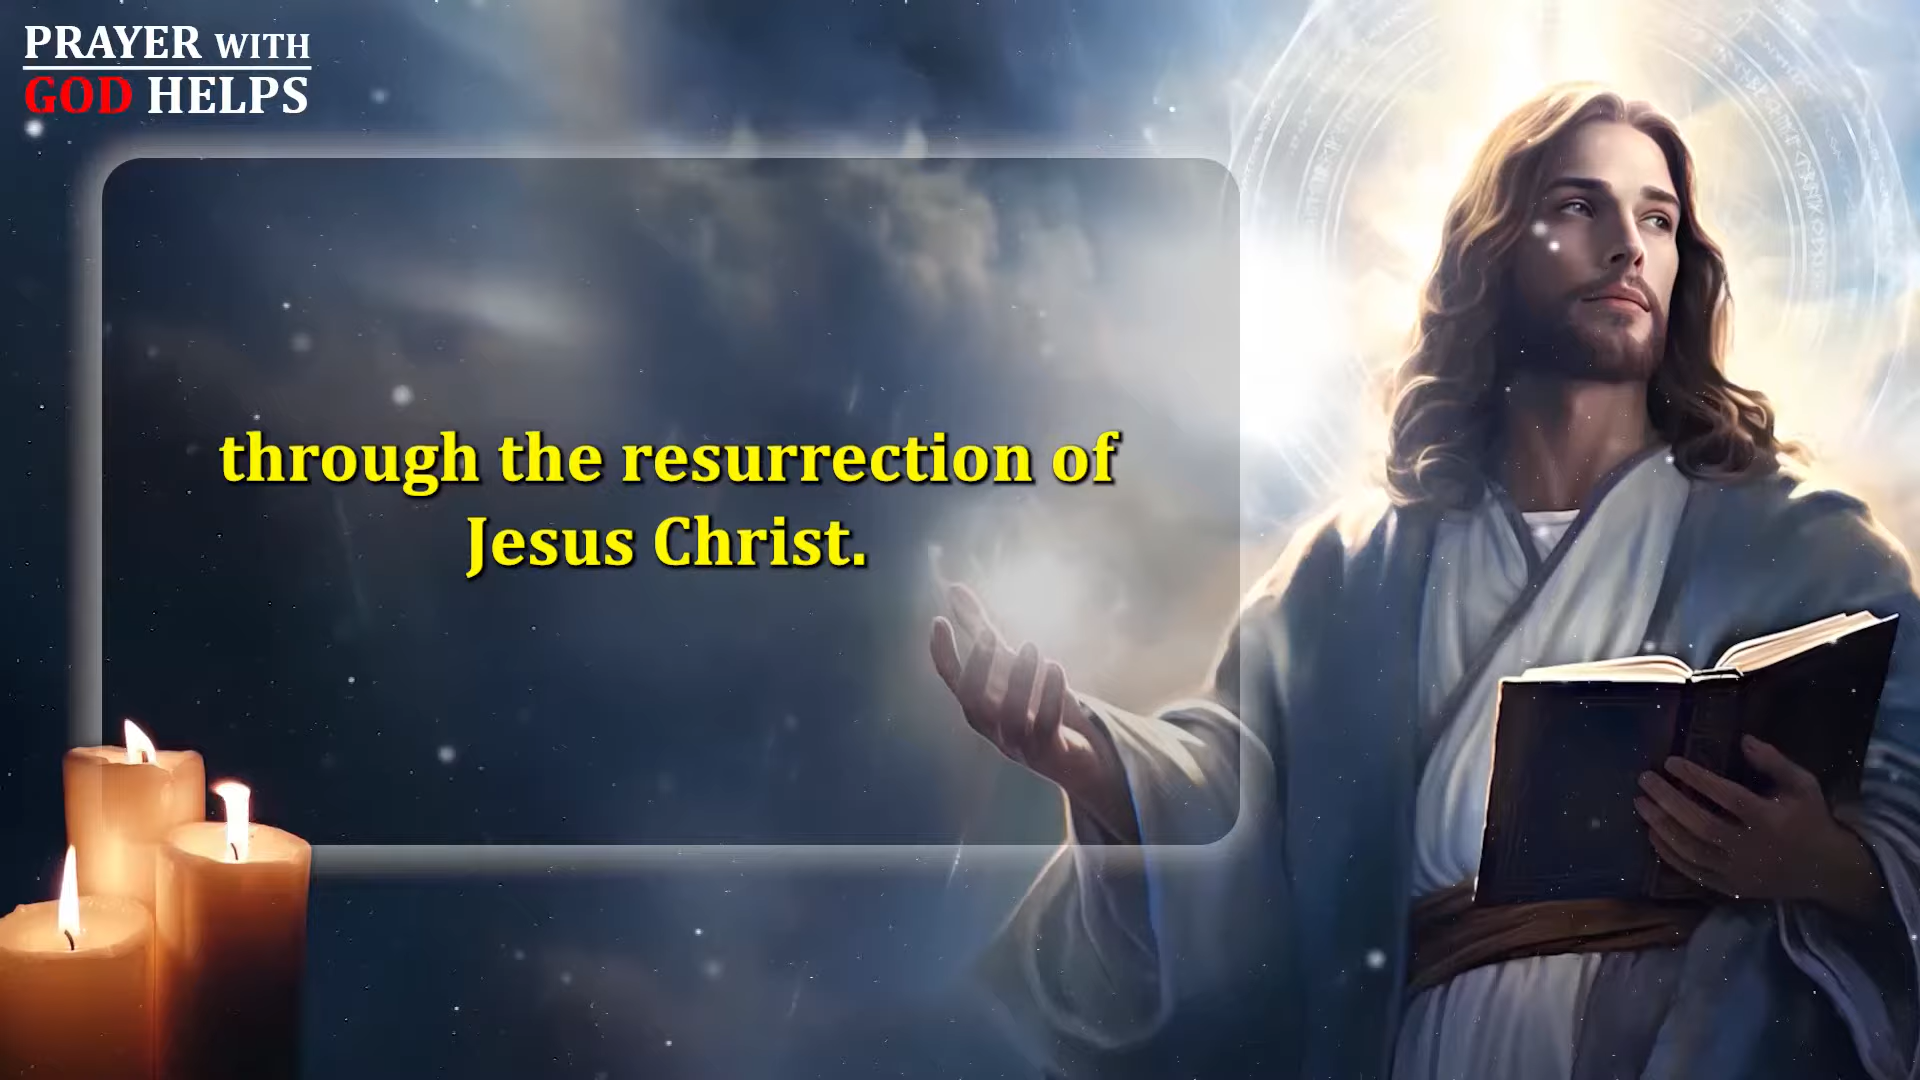 PRAYER WITH
GOD HELPS
through the resurrection of
Jesus Christ.